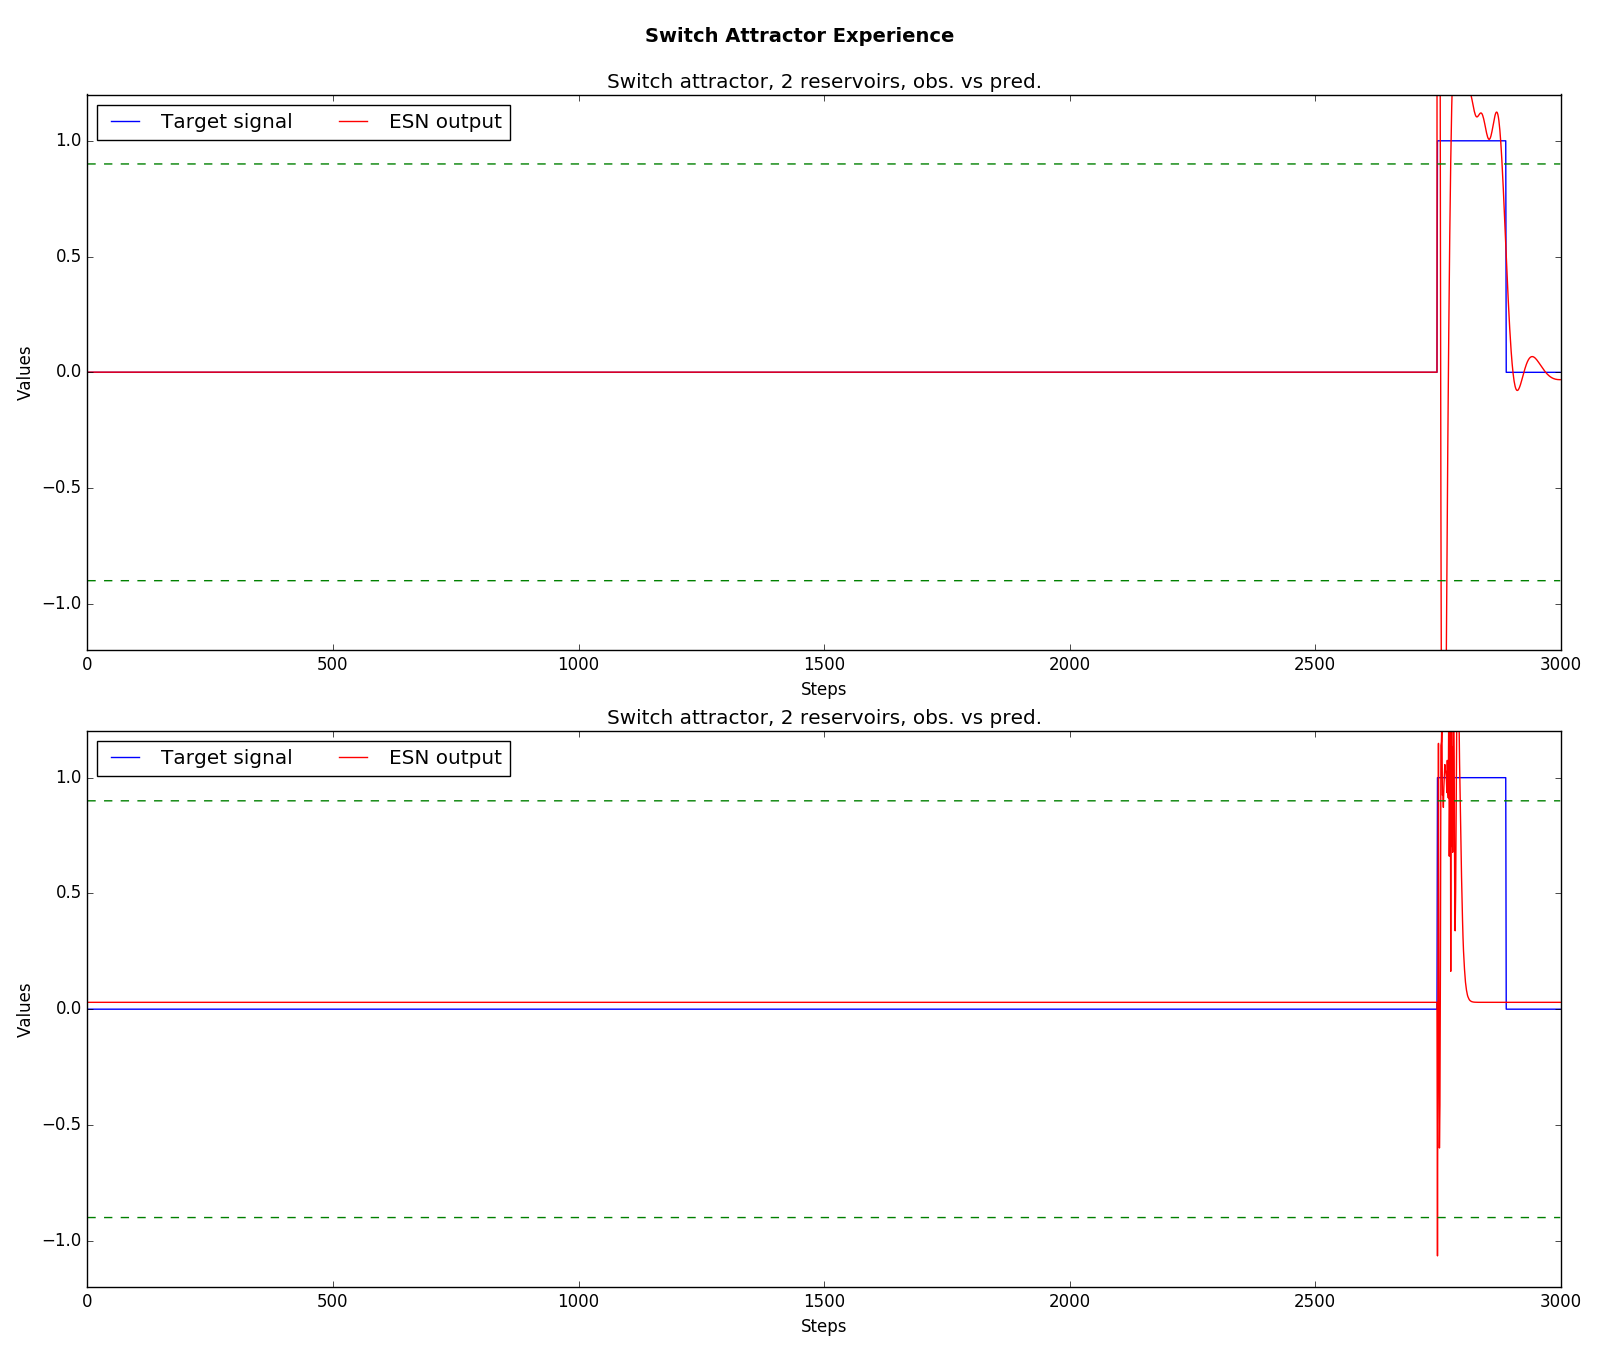 Switch Attractor Experience
Switch attractor, 2 reservoirs, obs. vs pred.
Target signal ESN output
1.0
0.5
0.0
−0.5
−1.0
Values
0 500 1000 1500 2000 2500 3000
Steps
Switch attractor, 2 reservoirs, obs. vs pred.
Target signal ESN output
1.0
0.5
0.0
−0.5
−1.0
Values
0 500 1000 1500 2000 2500 3000
Steps